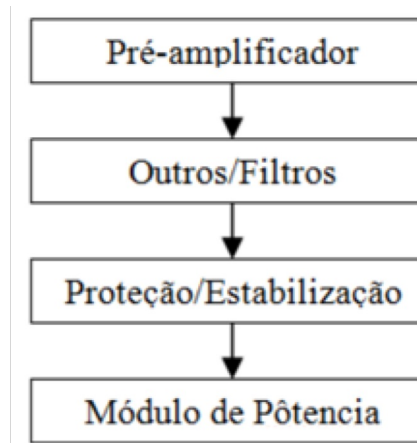 Pré-amplificador
Outros/Filtros
Proteção/Estabilização
Módulo de Pôtencia